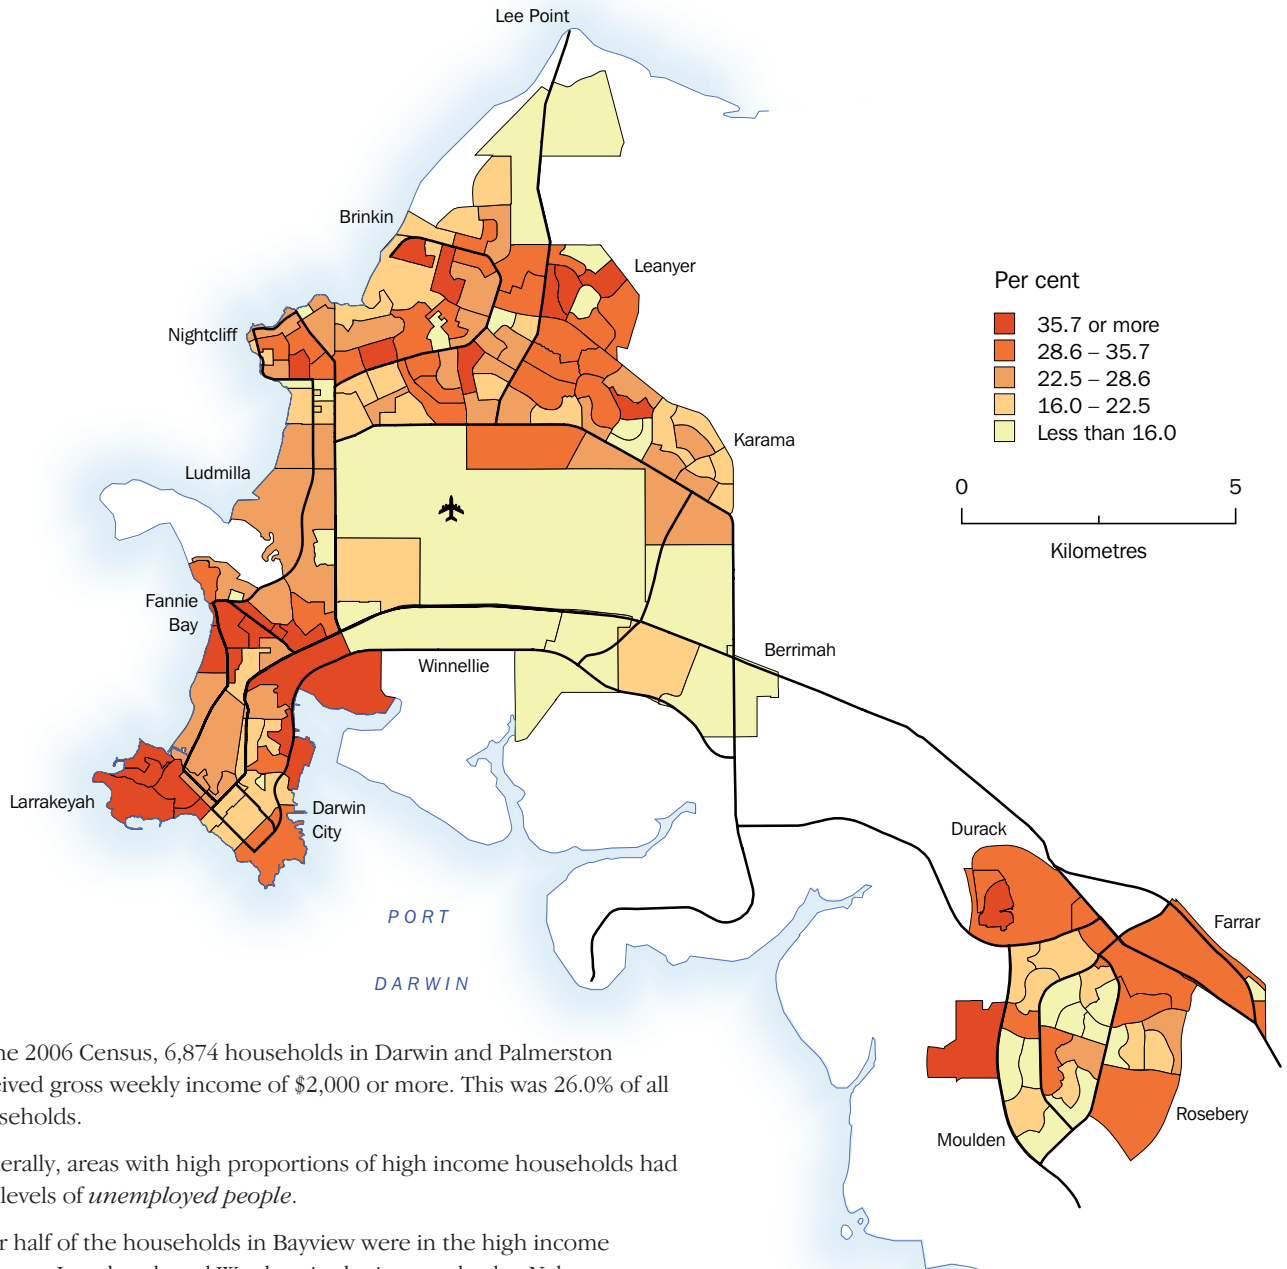 Lee Point
Brinkin
Leanyer
Nightcliff
Per cent
35.7 or more
28.6 – 35.7
22.5 – 28.6
16.0 – 22.5
Less than 16.0
Karama
Ludmilla
0 5
Kilometres
Fannie
Bay
Winnellie
Berrimah
Larrakeyah
Darwin
City
Durack
PORT
DARWIN
Farrar
Rosebery
Moulden
ne 2006 Census, 6,874 households in Darwin and Palmerston
eived gross weekly income of $2,000 or more. This was 26.0% of all
seholds.
nerally, areas with high proportions of high income households had
levels of unemployed people.
r half of the households in Bayview were in the high income